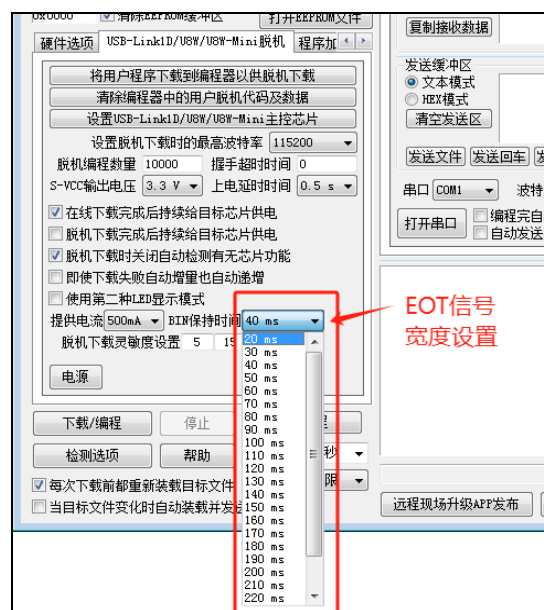 0x0000 清除EEPROM缓冲区 打开EEPROM文件
硬件选项 USB-Link1D/U8W/U8W-Mini脱机 程序加
将用户程序下载到编程器以供脱机下载
清除编程器中的用户脱机代码及数据
设置USB-Link1D/U8W/U8W-Mini主控芯片
设置脱机下载时的最高波特率 115200
脱机编程数量 10000 握手超时时间 0
S-VCC输出电压 3.3 V 上电延时时间 0.5 s
在线下载完成后持续给目标芯片供电
脱机下载完成后持续给目标芯片供电
脱机下载时关闭自动检测有无芯片功能
即使下载失败自动增量也自动递增
使用第二种LED显示模式
提供电流 500mA BIN保持时间 40 ms
脱机下载灵敏度设置 5
电源
20 ms
30 ms
40 ms
50 ms
60 ms
70 ms
80 ms
90 ms
100 ms
110 ms
120 ms
130 ms
140 ms
150 ms
160 ms
170 ms
180 ms
190 ms
200 ms
210 ms
220 ms
下载/编程 停止
检测选项 帮助 秒
每次下载前都重新装载目标文件 限
当目标文件变化时自动装载并发
复制接收数据
发送缓冲区
文本模式
HEX模式
清空发送区
发送文件 发送回车
串口 COM1 波特
打开串口 编程完自
自动发送
EOT信号
宽度设置
远程现场升级APP发布